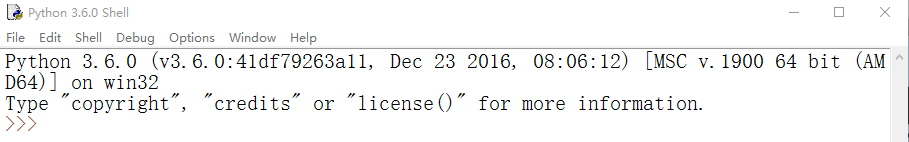 Python 3.6.0 Shell
File Edit Shell Debug Options Window Help
Python 3.6.0 (v3.6.0:41df79263a11, Dec 23 2016, 08:06:12) [MSC v.1900 64 bit (AM
D64)] on win32
Type "copyright", "credits" or "license()" for more information.
>>>